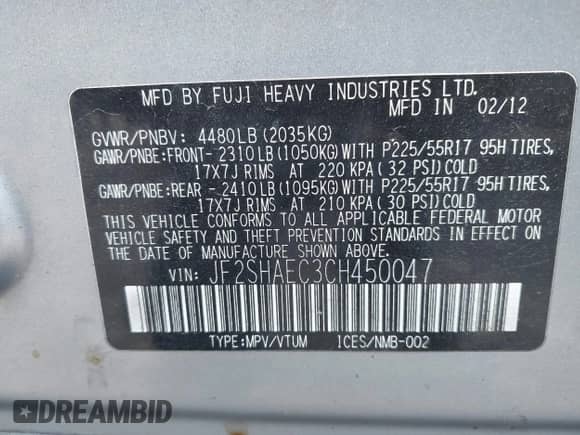 MFD BY FUJI HEAVY INDUSTRIES LTD.
MFD IN 02/12
GVWR/PNBV: 4480LB(2035KG)
GAWR/PNBE:FRONT- 2310LB(1050KG)WITH P225/55R17 95H TIRES,
17X7J RIMS AT 220 KPA(32 PSI)COLD
GAWR/PNBE:REAR -2410LB(1095KG)WITH P225/55R17 95H TIRES,
17X7J RIMS AT 210 KPA(30 PSI)COLD
THIS VEHICLE CONFORMS TO ALL APPLICABLE FEDERAL MOTOR
VEHICLE SAFETY AND THEFT PREVENTION STANDARDS IN EFFECT ON
THE DATE OF MANUFACTURE SHOWN ABOVE.
VIN: JF2SHAEC3CH450047
TYPE:MPV/VTUM ICES/NMB-002
DREAMBID